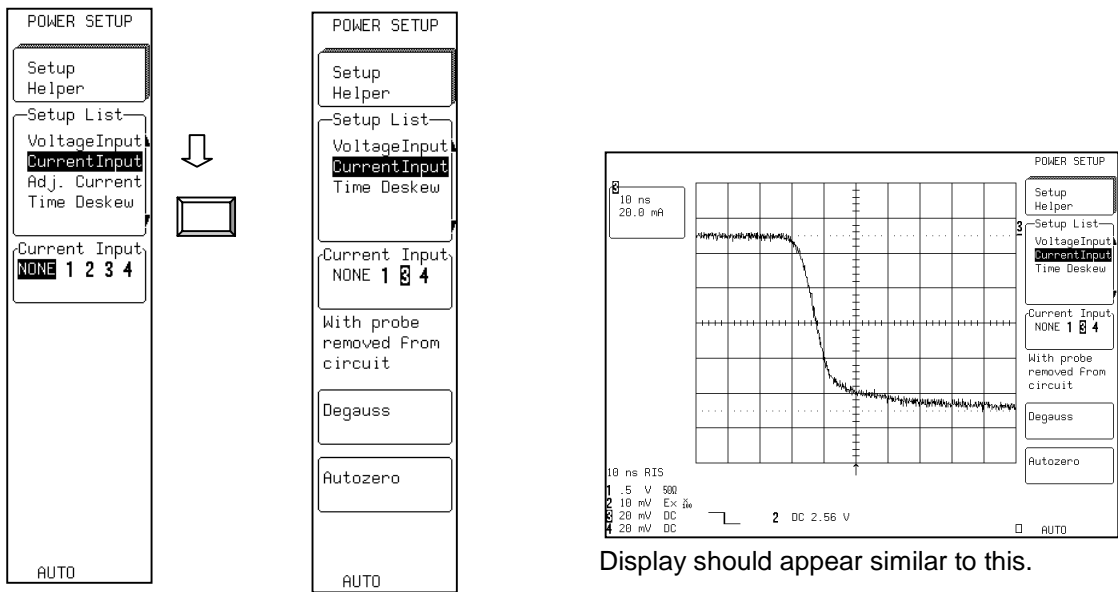 POWER SETUP
Setup
Helper
Setup List
VoltageInput
CurrentInput
Adj. Current
Time Deskew
Current Input
NONE 1 2 3 4
AUTO
POWER SETUP
Setup
Helper
Setup List
VoltageInput
CurrentInput
Time Deskew
Current Input
NONE 1 3 4
With probe
removed from
circuit
Degauss
Autozero
AUTO
3
10 ns
20.0 mA
3
10 ns RIS
1 .5 V 50Ω
2 10 mV Ex
3 20 mV DC
4 20 mV DC
2 DC 2.56 V
POWER SETUP
Setup
Helper
Setup List
VoltageInput
CurrentInput
Time Deskew
Current Input
NONE 1 3 4
With probe
removed from
circuit
Degauss
Autozero
AUTO
Display should appear similar to this.